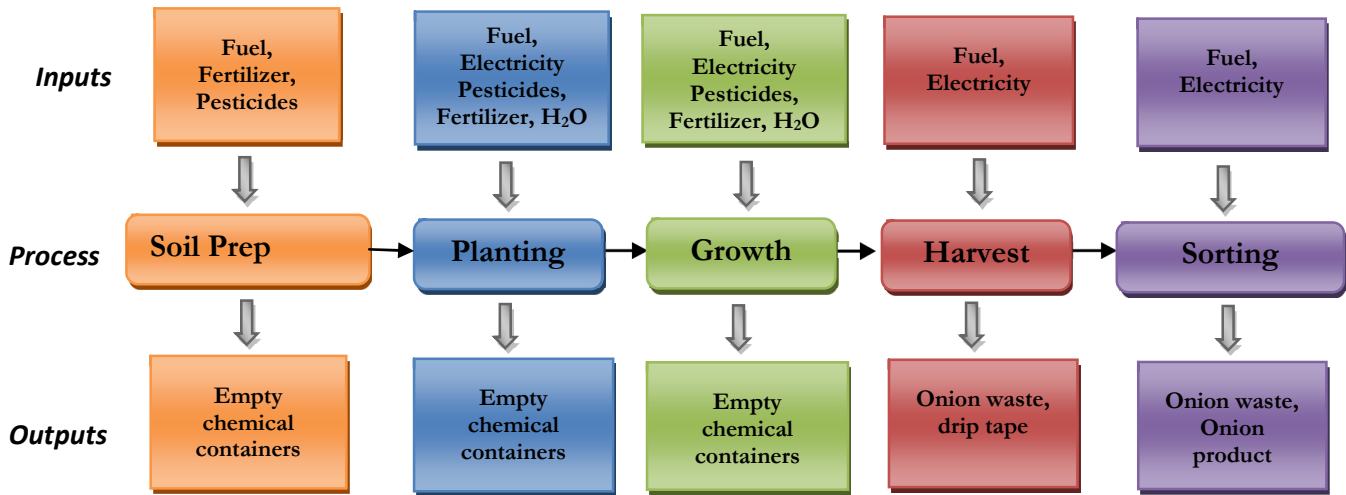 Inputs
Fuel,
Fertilizer,
Pesticides
Fuel,
Electricity
Pesticides,
Fertilizer, H₂O
Fuel,
Electricity
Pesticides,
Fertilizer, H₂O
Fuel,
Electricity
Fuel,
Electricity
Process
Soil Prep
Planting
Growth
Harvest
Sorting
Outputs
Empty
chemical
containers
Empty
chemical
containers
Empty
chemical
containers
Onion waste,
drip tape
Onion waste,
Onion
product